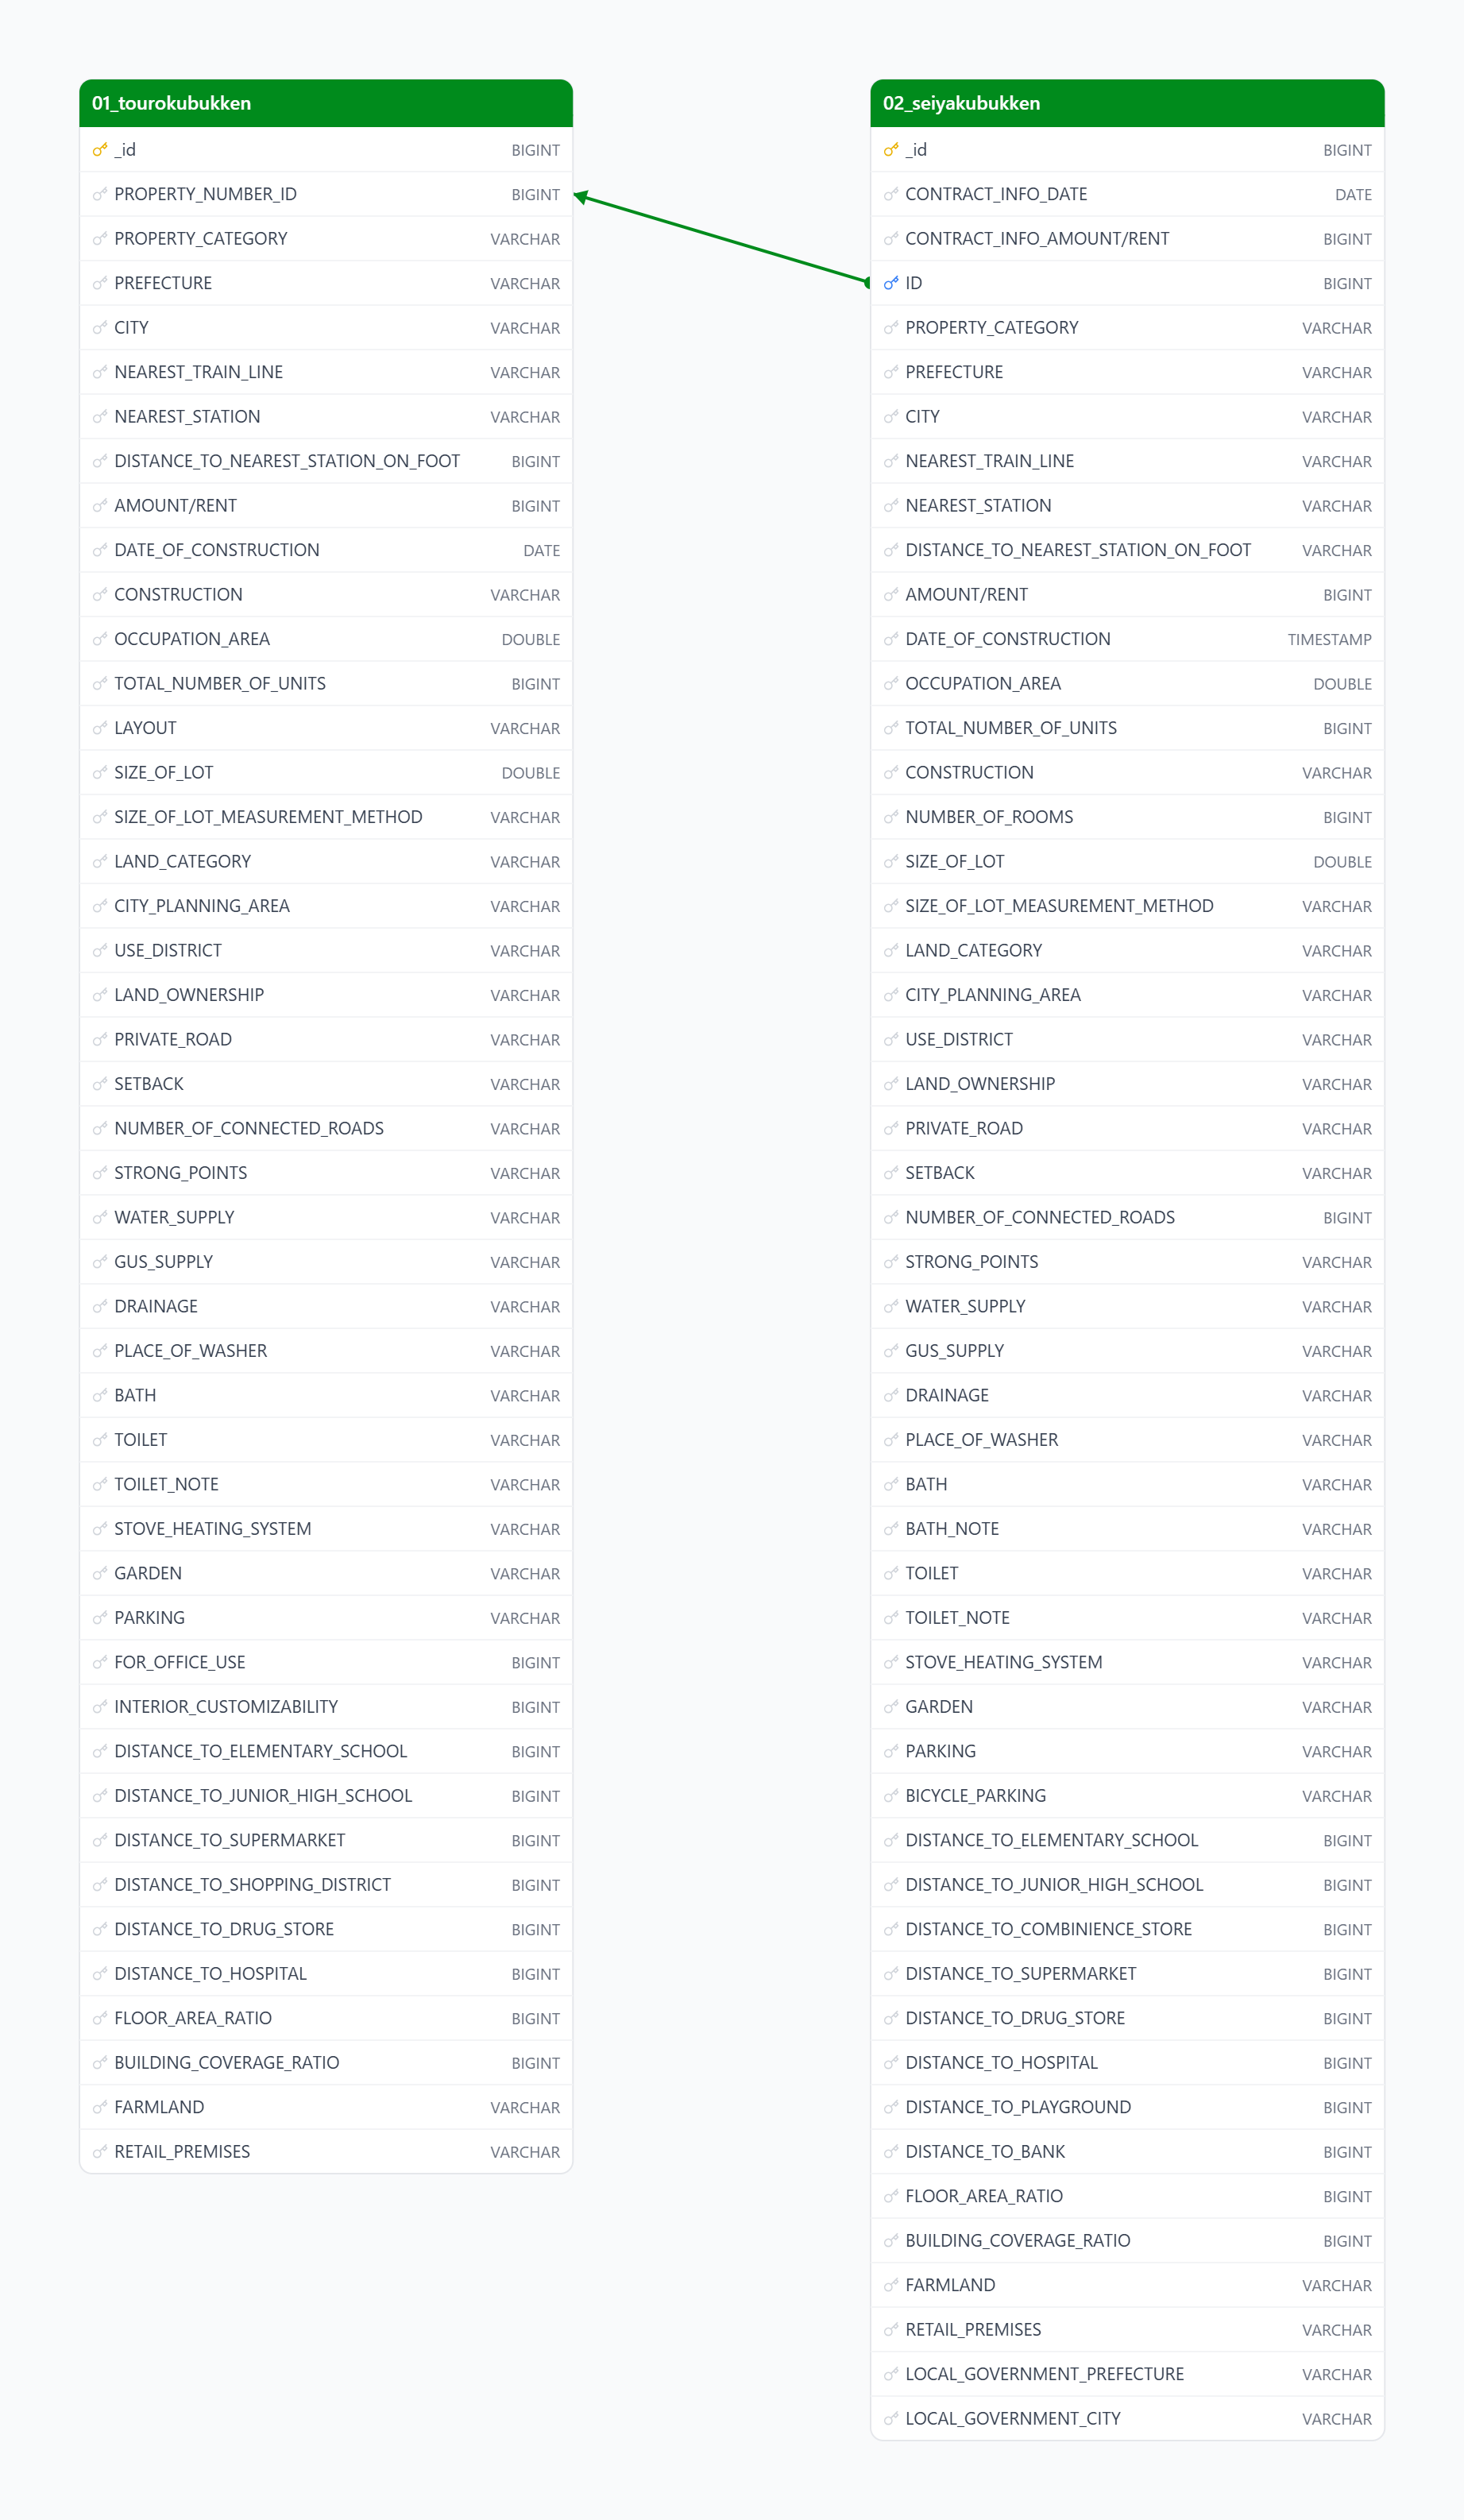 01_tourokubukken
_id BIGINT
PROPERTY_NUMBER_ID BIGINT
PROPERTY_CATEGORY VARCHAR
PREFECTURE VARCHAR
CITY VARCHAR
NEAREST_TRAIN_LINE VARCHAR
NEAREST_STATION VARCHAR
DISTANCE_TO_NEAREST_STATION_ON_FOOT BIGINT
AMOUNT/RENT BIGINT
DATE_OF_CONSTRUCTION DATE
CONSTRUCTION VARCHAR
OCCUPATION_AREA DOUBLE
TOTAL_NUMBER_OF_UNITS BIGINT
LAYOUT VARCHAR
SIZE_OF_LOT DOUBLE
SIZE_OF_LOT_MEASUREMENT_METHOD VARCHAR
LAND_CATEGORY VARCHAR
CITY_PLANNING_AREA VARCHAR
USE_DISTRICT VARCHAR
LAND_OWNERSHIP VARCHAR
PRIVATE_ROAD VARCHAR
SETBACK VARCHAR
NUMBER_OF_CONNECTED_ROADS VARCHAR
STRONG_POINTS VARCHAR
WATER_SUPPLY VARCHAR
GUS_SUPPLY VARCHAR
DRAINAGE VARCHAR
PLACE_OF_WASHER VARCHAR
BATH VARCHAR
TOILET VARCHAR
TOILET_NOTE VARCHAR
STOVE_HEATING_SYSTEM VARCHAR
GARDEN VARCHAR
PARKING VARCHAR
FOR_OFFICE_USE BIGINT
INTERIOR_CUSTOMIZABILITY BIGINT
DISTANCE_TO_ELEMENTARY_SCHOOL BIGINT
DISTANCE_TO_JUNIOR_HIGH_SCHOOL BIGINT
DISTANCE_TO_SUPERMARKET BIGINT
DISTANCE_TO_SHOPPING_DISTRICT BIGINT
DISTANCE_TO_DRUG_STORE BIGINT
DISTANCE_TO_HOSPITAL BIGINT
FLOOR_AREA_RATIO BIGINT
BUILDING_COVERAGE_RATIO BIGINT
FARMLAND VARCHAR
RETAIL_PREMISES VARCHAR
02_seiyakubukken
_id BIGINT
CONTRACT_INFO_DATE DATE
CONTRACT_INFO_AMOUNT/RENT BIGINT
ID BIGINT
PROPERTY_CATEGORY VARCHAR
PREFECTURE VARCHAR
CITY VARCHAR
NEAREST_TRAIN_LINE VARCHAR
NEAREST_STATION VARCHAR
DISTANCE_TO_NEAREST_STATION_ON_FOOT VARCHAR
AMOUNT/RENT BIGINT
DATE_OF_CONSTRUCTION TIMESTAMP
OCCUPATION_AREA DOUBLE
TOTAL_NUMBER_OF_UNITS BIGINT
CONSTRUCTION VARCHAR
NUMBER_OF_ROOMS BIGINT
SIZE_OF_LOT DOUBLE
SIZE_OF_LOT_MEASUREMENT_METHOD VARCHAR
LAND_CATEGORY VARCHAR
CITY_PLANNING_AREA VARCHAR
USE_DISTRICT VARCHAR
LAND_OWNERSHIP VARCHAR
PRIVATE_ROAD VARCHAR
SETBACK VARCHAR
NUMBER_OF_CONNECTED_ROADS BIGINT
STRONG_POINTS VARCHAR
WATER_SUPPLY VARCHAR
GUS_SUPPLY VARCHAR
DRAINAGE VARCHAR
PLACE_OF_WASHER VARCHAR
BATH VARCHAR
BATH_NOTE VARCHAR
TOILET VARCHAR
TOILET_NOTE VARCHAR
STOVE_HEATING_SYSTEM VARCHAR
GARDEN VARCHAR
PARKING VARCHAR
BICYCLE_PARKING VARCHAR
DISTANCE_TO_ELEMENTARY_SCHOOL BIGINT
DISTANCE_TO_JUNIOR_HIGH_SCHOOL BIGINT
DISTANCE_TO_COMBINIENCE_STORE BIGINT
DISTANCE_TO_SUPERMARKET BIGINT
DISTANCE_TO_DRUG_STORE BIGINT
DISTANCE_TO_HOSPITAL BIGINT
DISTANCE_TO_PLAYGROUND BIGINT
DISTANCE_TO_BANK BIGINT
FLOOR_AREA_RATIO BIGINT
BUILDING_COVERAGE_RATIO BIGINT
FARMLAND VARCHAR
RETAIL_PREMISES VARCHAR
LOCAL_GOVERNMENT_PREFECTURE VARCHAR
LOCAL_GOVERNMENT_CITY VARCHAR